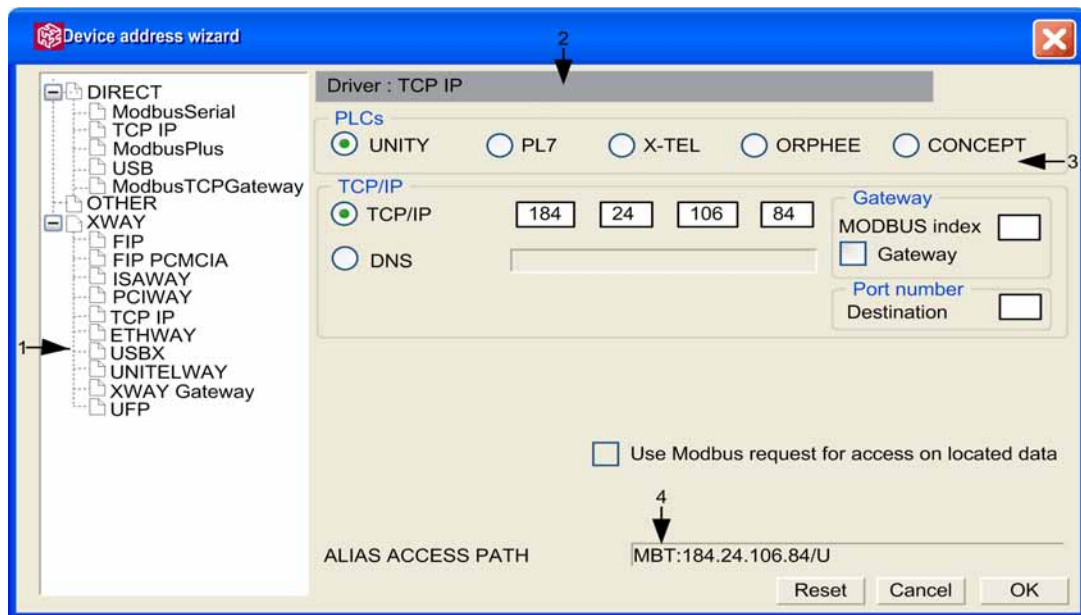 Device address wizard
2
1
DIRECT
ModbusSerial
TCP IP
ModbusPlus
USB
ModbusTCPGateway
OTHER
XWAY
FIP
FIP PCMCIA
ISAWAY
PCIWAY
TCP IP
ETHWAY
USBX
UNITELWAY
XWAY Gateway
UFP
Driver : TCP IP
PLCs
UNITY PL7 X-TEL ORPHEE CONCEPT
3
TCP/IP
TCP/IP 184 24 106 84
DNS
Gateway
MODBUS index
Gateway
Port number
Destination
Use Modbus request for access on located data
4
ALIAS ACCESS PATH MBT:184.24.106.84/U
Reset Cancel OK